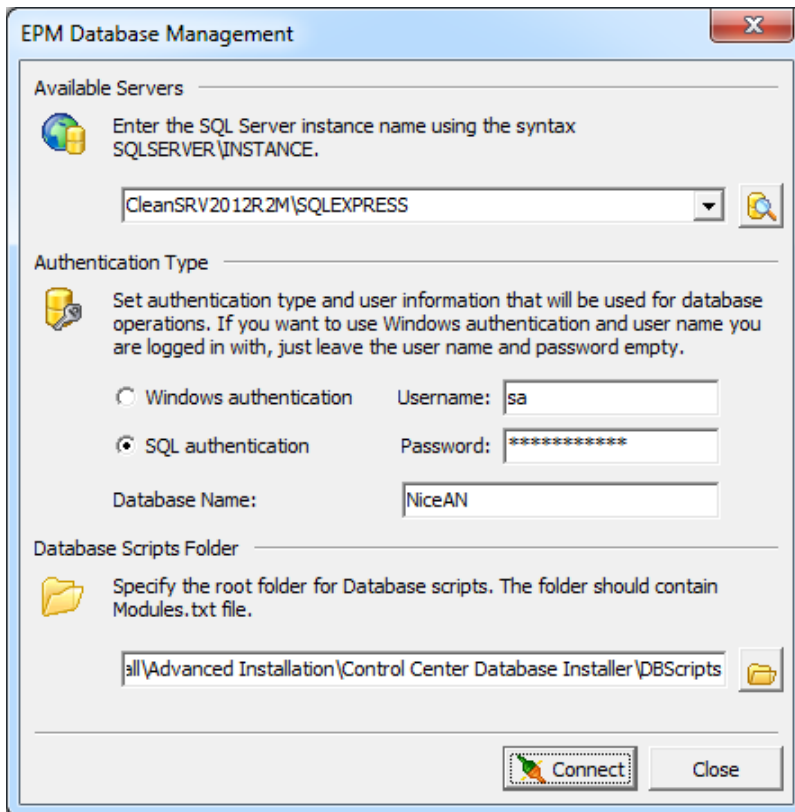 EPM Database Management
Available Servers
Enter the SQL Server instance name using the syntax
SQLSERVER\INSTANCE.
CleanSRV2012R2M\SQLEXPRESS
Authentication Type
Set authentication type and user information that will be used for database
operations. If you want to use Windows authentication and user name you
are logged in with, just leave the user name and password empty.
Windows authentication Username: sa
SQL authentication Password: ***********
Database Name: NiceAN
Database Scripts Folder
Specify the root folder for Database scripts. The folder should contain
Modules.txt file.
all\Advanced Installation\Control Center Database Installer\DBScripts
Connect Close